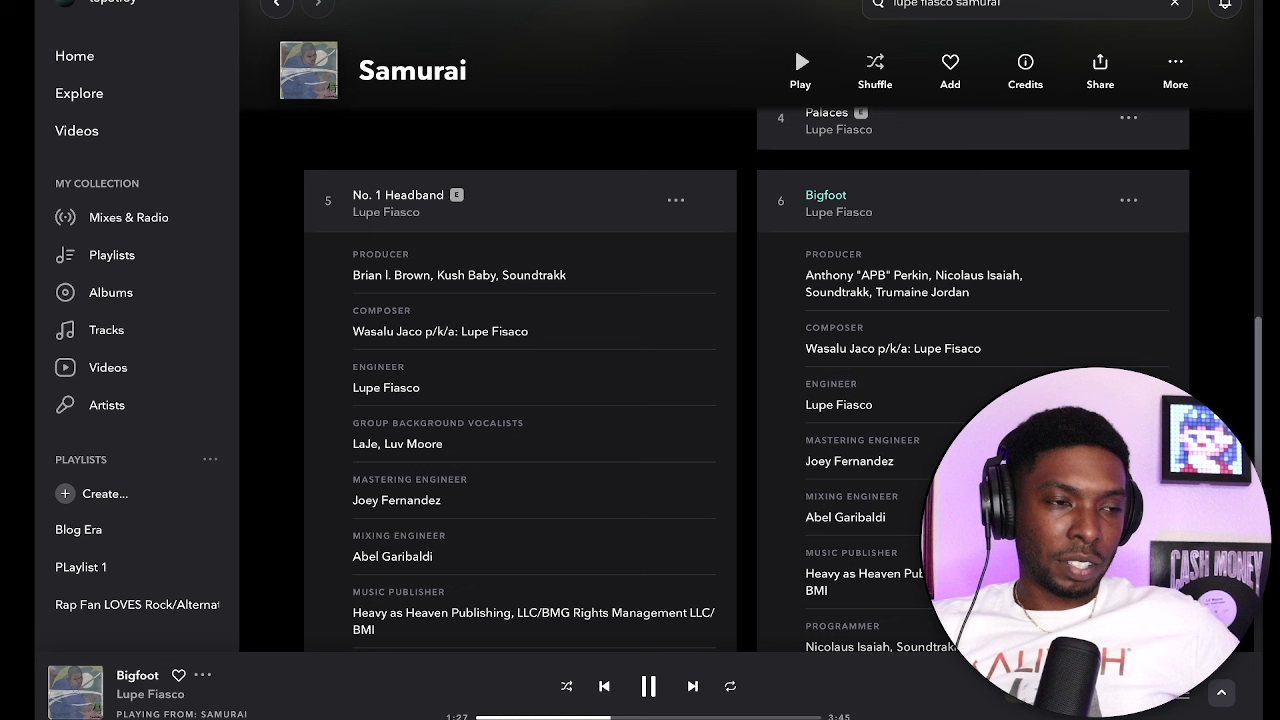 lupe fiasco samurai
Samurai
Play
Shuffle
Add
Credits
Share
More
Home
Explore
Videos
MY COLLECTION
Mixes & Radio
Playlists
Albums
Tracks
Videos
Artists
PLAYLISTS
Create...
Blog Era
Playlist 1
Rap Fan LOVES Rock/Alternat
4 Palaces E
Lupe Fiasco
5 No. 1 Headband E
Lupe Fiasco
PRODUCER
Brian I. Brown, Kush Baby, Soundtrakk
COMPOSER
Wasalu Jaco p/k/a: Lupe Fisaco
ENGINEER
Lupe Fiasco
GROUP BACKGROUND VOCALISTS
LaJe, Luv Moore
MASTERING ENGINEER
Joey Fernandez
MIXING ENGINEER
Abel Garibaldi
MUSIC PUBLISHER
Heavy as Heaven Publishing, LLC/BMG Rights Management LLC/
BMI
6 Bigfoot
Lupe Fiasco
PRODUCER
Anthony "APB" Perkin, Nicolaus Isaiah,
Soundtrakk, Trumaine Jordan
COMPOSER
Wasalu Jaco p/k/a: Lupe Fisaco
ENGINEER
Lupe Fiasco
MASTERING ENGINEER
Joey Fernandez
MIXING ENGINEER
Abel Garibaldi
MUSIC PUBLISHER
Heavy as Heaven Pub
BMI
PROGRAMMER
Nicolaus Isaiah, Soundtrak
CASH MONEY
Bigfoot
Lupe Fiasco
PLAYING FROM: SAMURAI
1:27
3:45